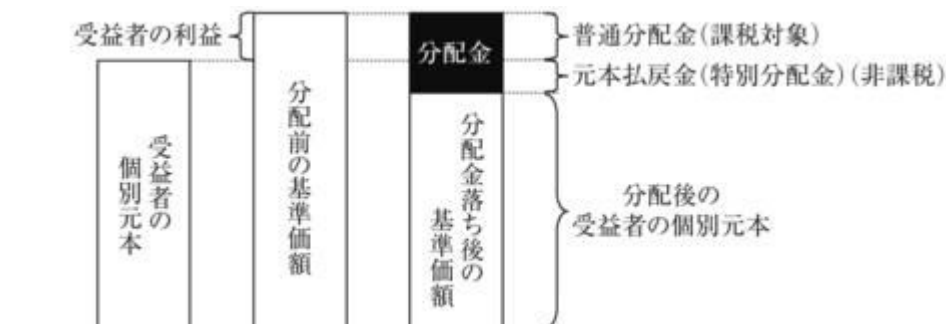 受益者の利益
分配金
普通分配金(課税対象)
元本払戻金(特別分配金)(非課税)
受益者の
個別元本
分配前の基準価額
分配金落ち後の
基準価額
分配後の
受益者の個別元本